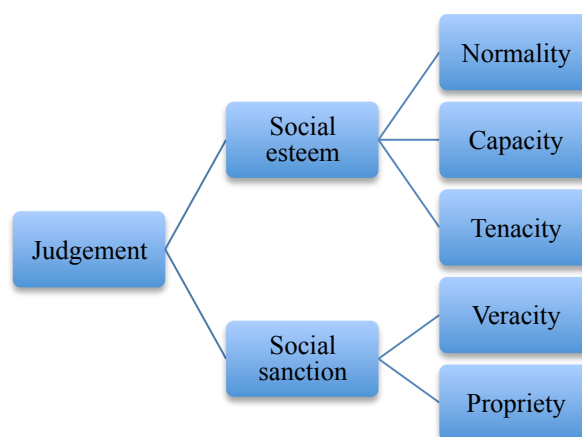 Judgement
Social
esteem
Normality
Capacity
Tenacity
Social
sanction
Veracity
Propriety